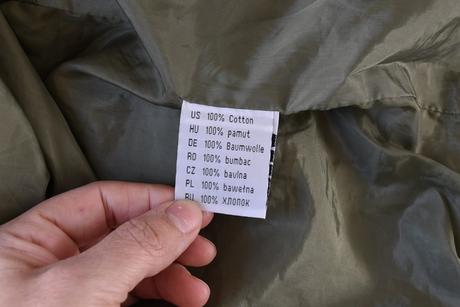 US 100% Cotton
HU 100% pamut
DE 100% Baumwolle
RO 100% bumbac
CZ 100% bavlna
PL 100% bawełna
RU 100% ХЛОПОК